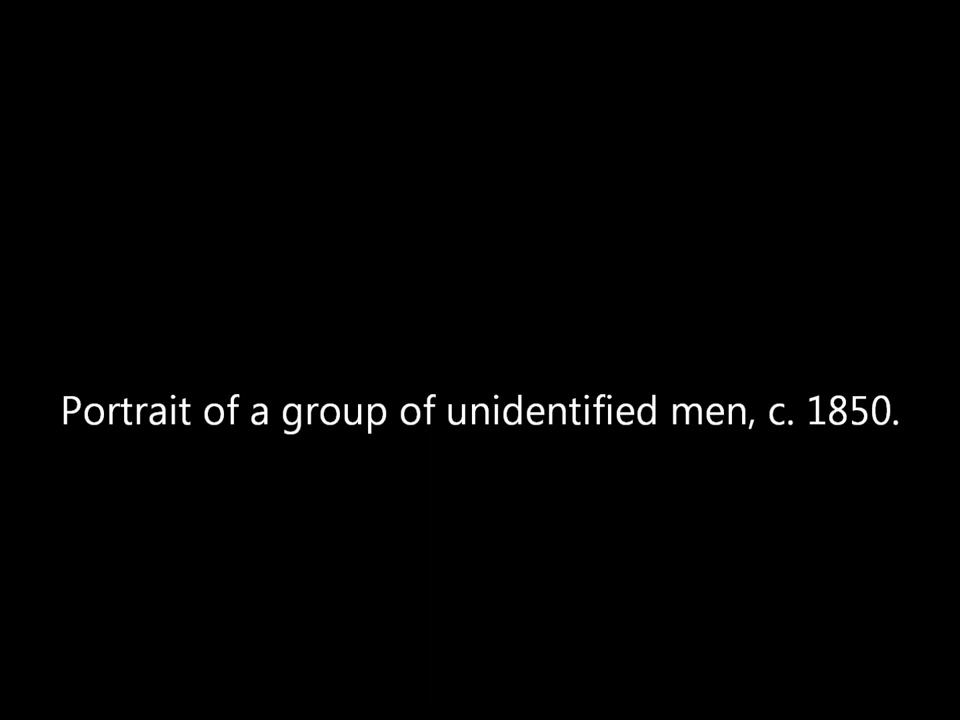 Portrait of a group of unidentified men, c. 1850.